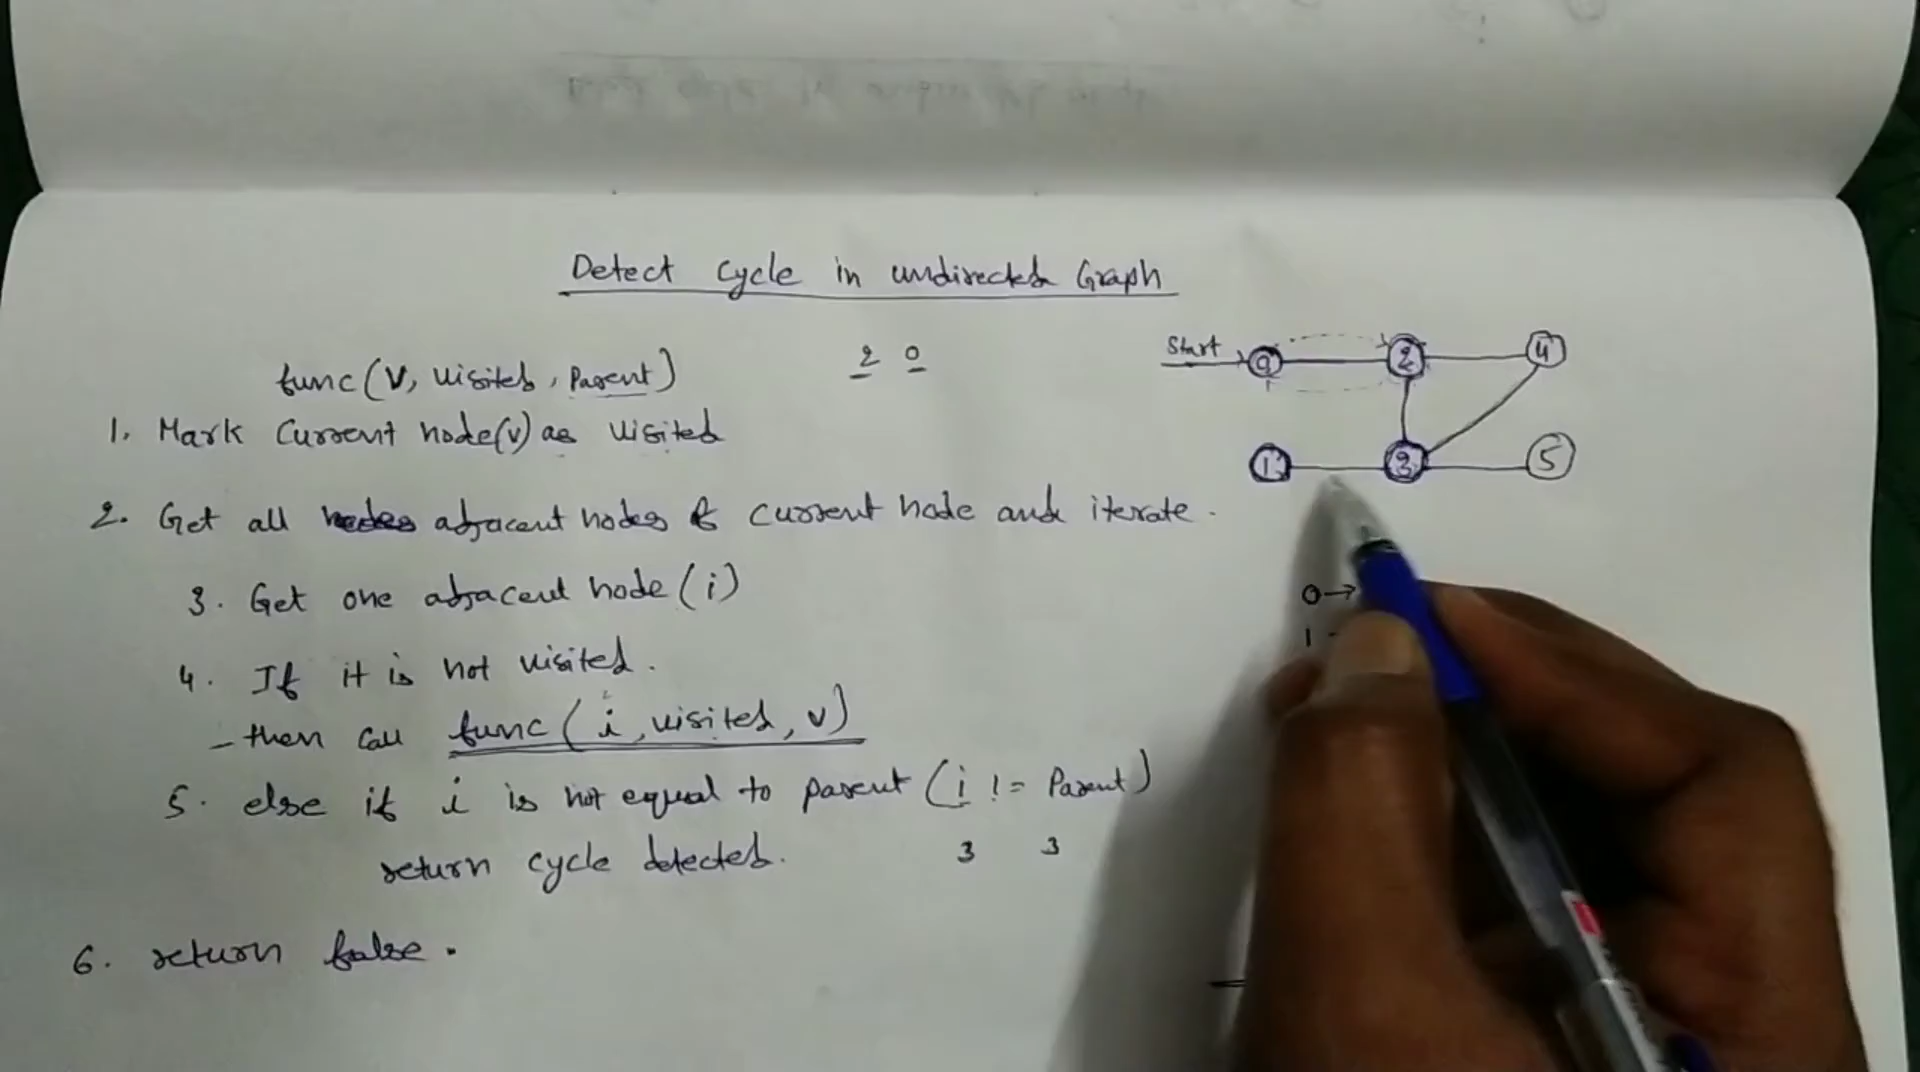 Detect Cycle in undirected Graph
func (V, visited, Parent)
2 0
1. Mark Current node(v) as visited
2. Get all adjacent nodes of current node and iterate.
3. Get one adjacent node (i)
4. If it is not visited.
- then call func (i, visited, v)
5. else if i is not equal to parent (i != Parent)
return cycle detected.
3 3
6. return false.
Start 0 2 4
1 3 5
0 →
1 -